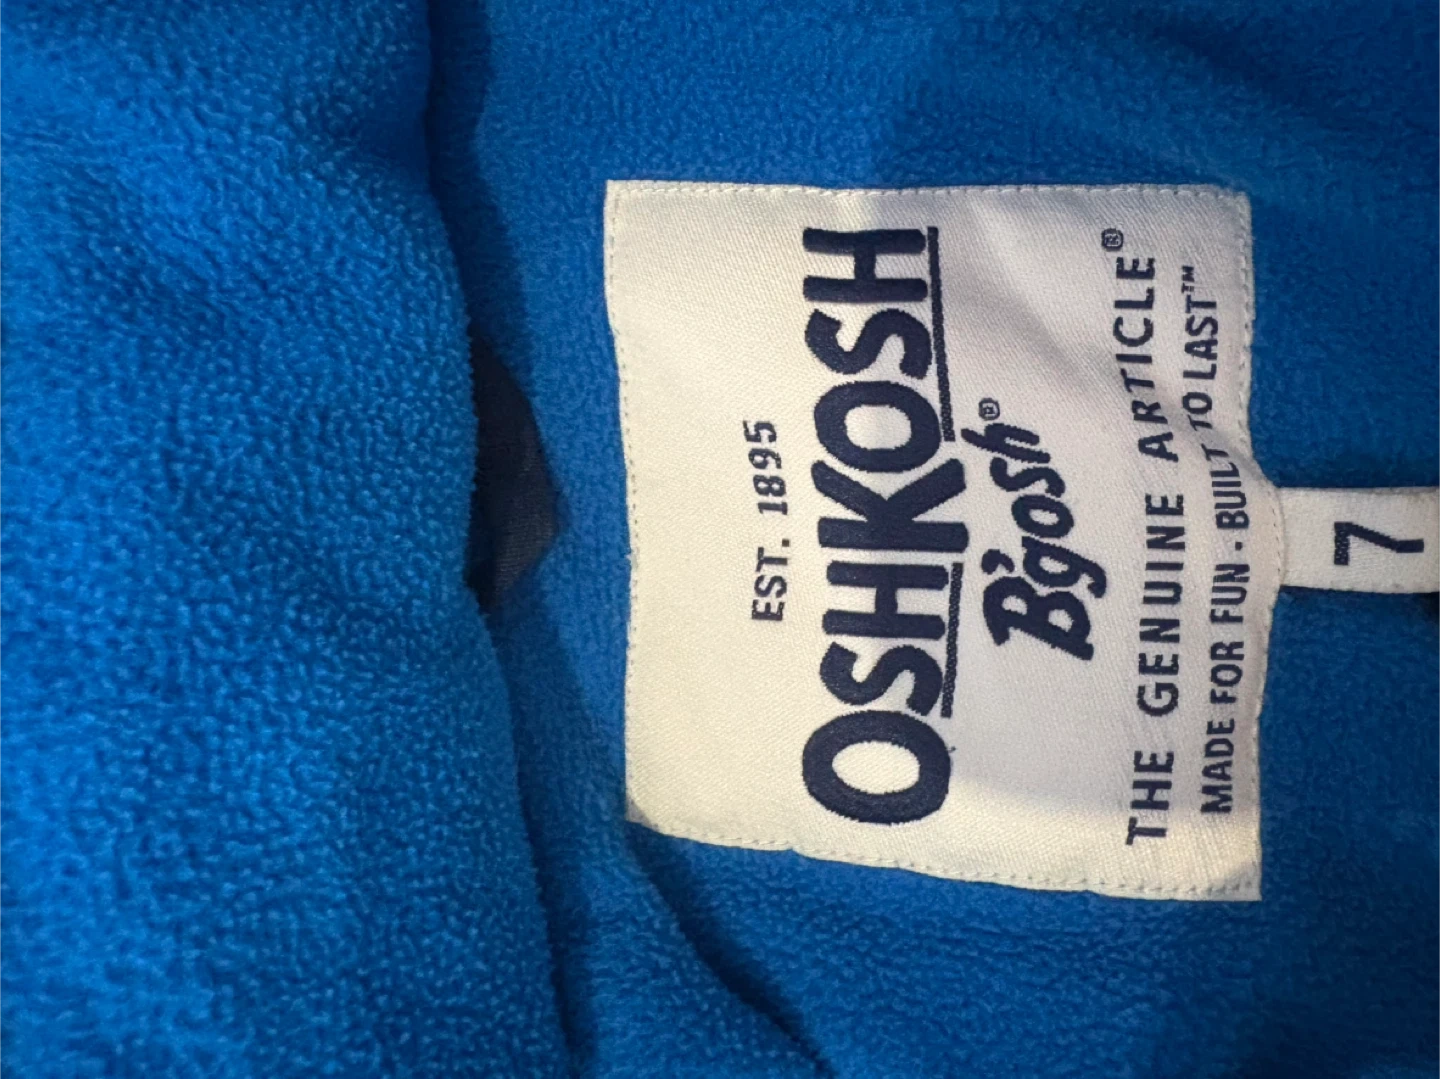 EST. 1895
OSHKOSH
B'gosh®
THE GENUINE ARTICLE®
MADE FOR FUN · BUILT TO LAST™
7